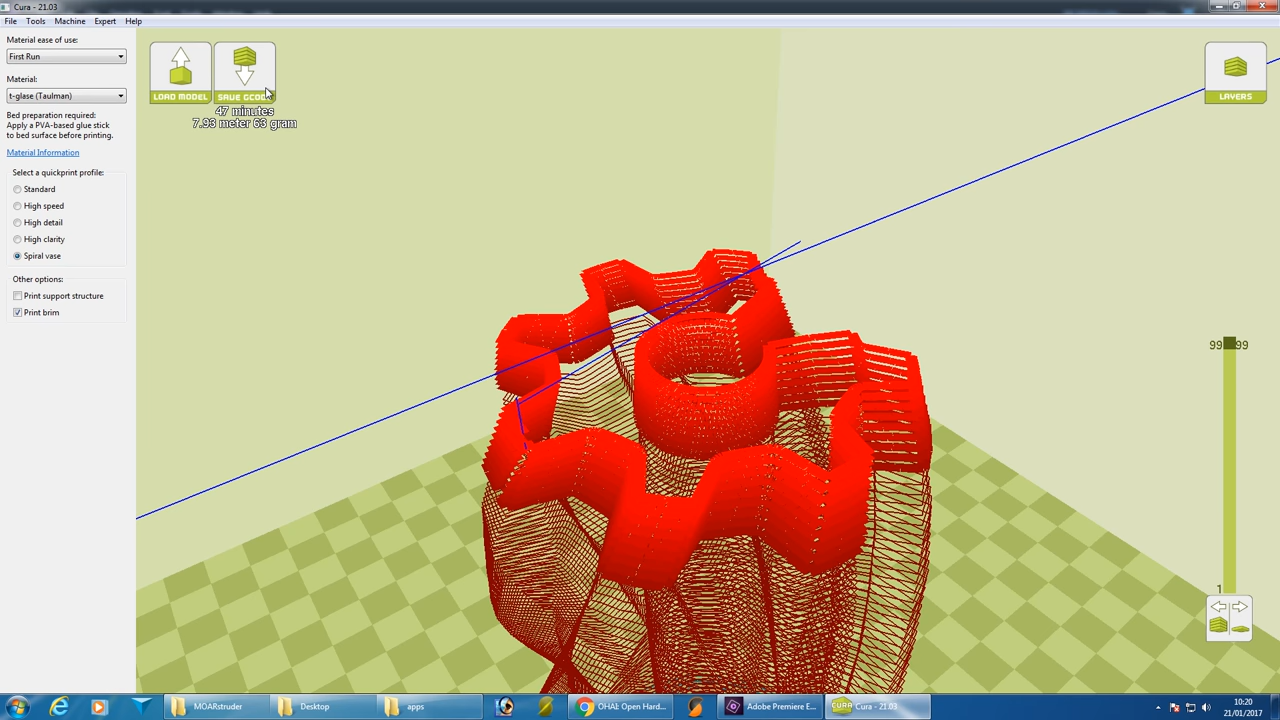 Cura - 21.03
File Tools Machine Expert Help
Material ease of use:
First Run
Material:
t-glase (Taulman)
Bed preparation required:
Apply a PVA-based glue stick
to bed surface before printing.
Material Information
Select a quickprint profile:
Standard
High speed
High detail
High clarity
Spiral vase
Other options:
Print support structure
Print brim
LOAD MODEL
SAVE GCODE
47 minutes
7.93 meter 63 gram
LAYERS
99 99
1
MOARstruder
Desktop
apps
OHAI: Open Hard...
Adobe Premiere E...
Cura - 21.03
10:20
21/01/2017